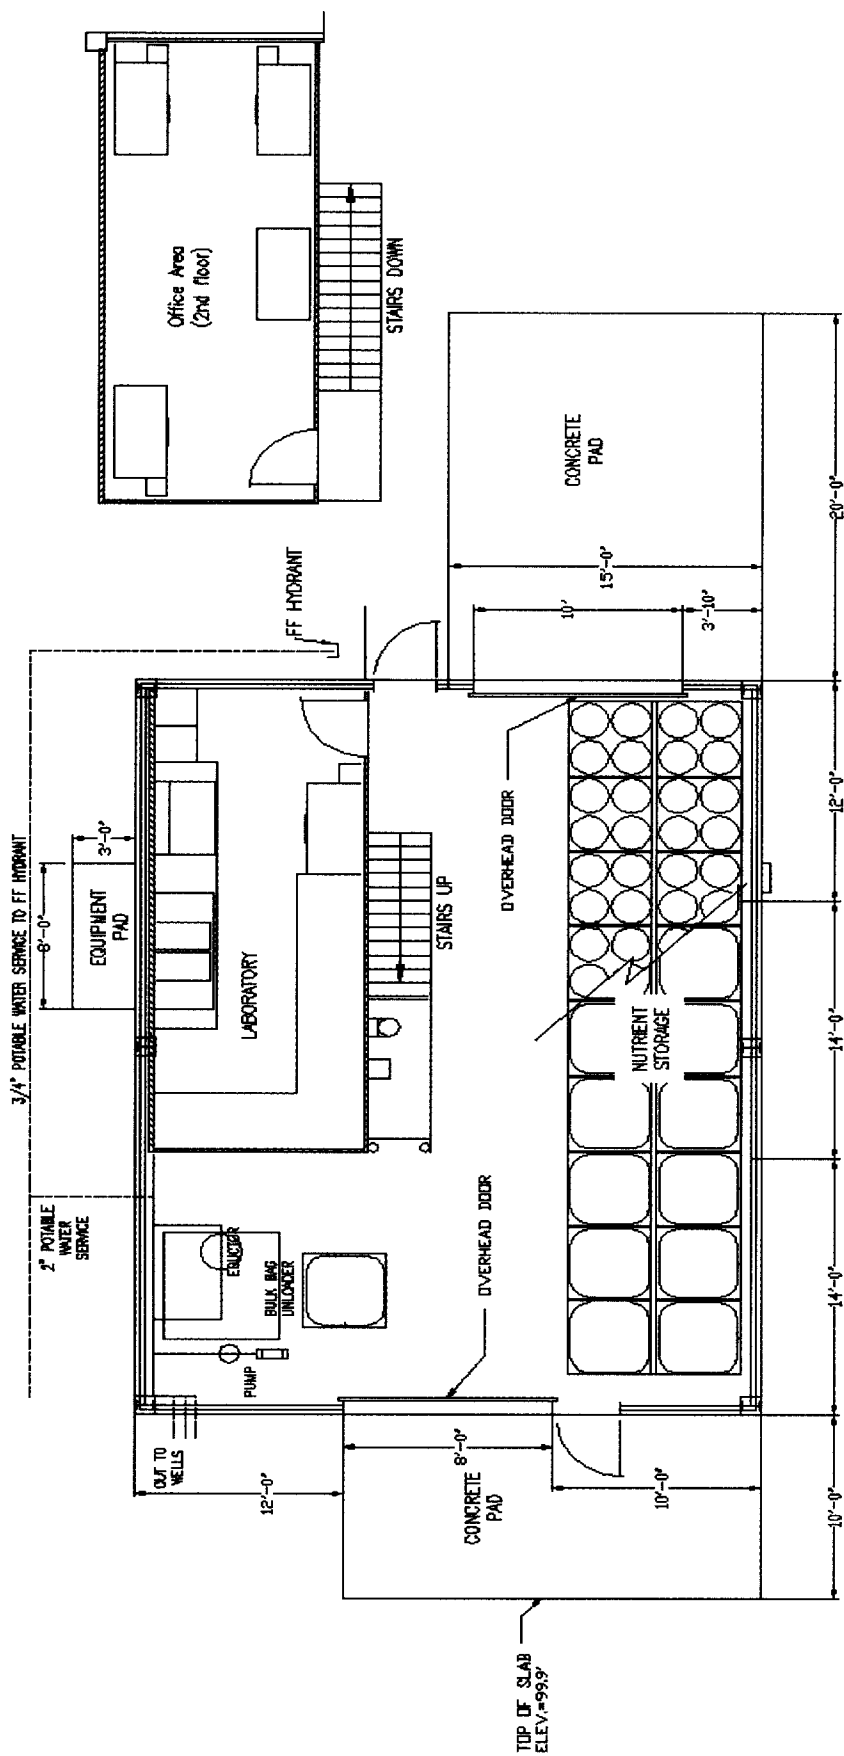 3/4" POTABLE WATER SERVICE TO FF HYDRANT
2" POTABLE
WATER
SERVICE
8'-0"
3'-0"
EQUIPMENT
PAD
FF HYDRANT
Office Area
(2nd floor)
STAIRS DOWN
OUT TO
WELLS
PUMP
EDUCTOR
BULK BAG
UNLOADER
LABORATORY
STAIRS UP
OVERHEAD DOOR
OVERHEAD DOOR
NUTRIENT
STORAGE
CONCRETE
PAD
CONCRETE
PAD
12'-0"
8'-0"
10'-0"
10'
15'-0"
3'-10"
10'-0"
14'-0"
14'-0"
12'-0"
20'-0"
TOP OF SLAB
ELEV.=99.9'